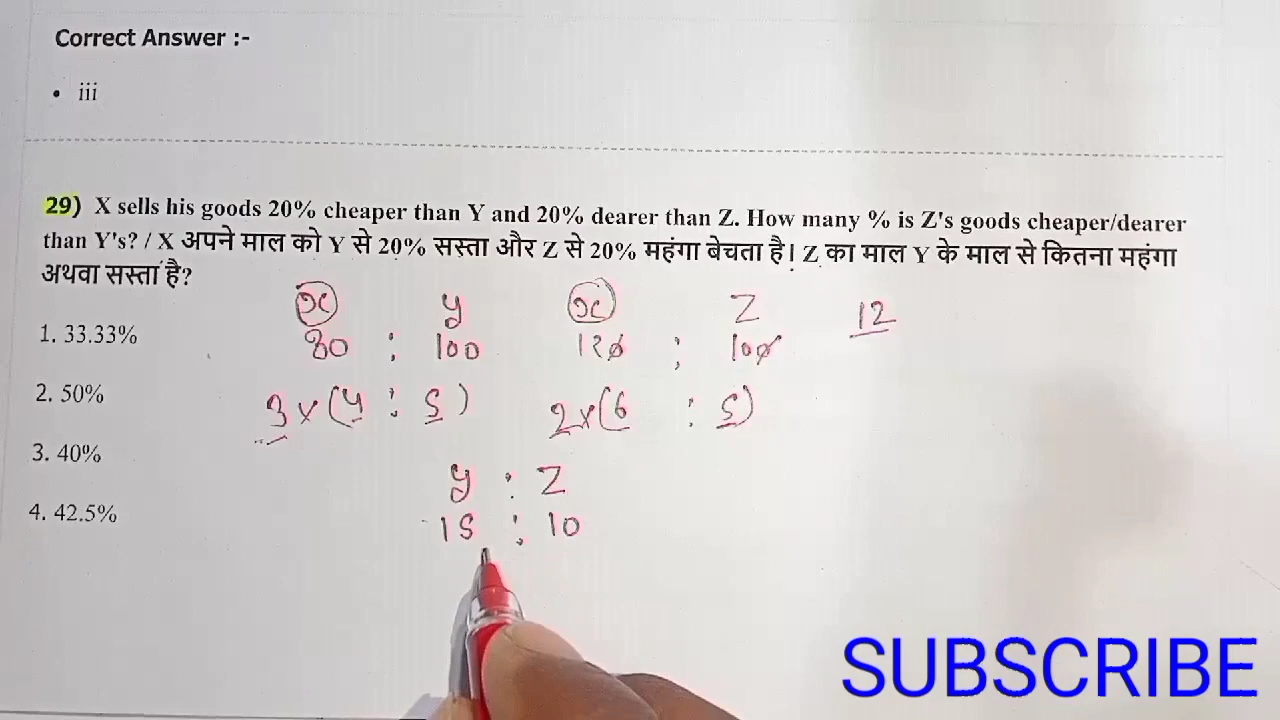 Correct Answer :-
• iii
29) X sells his goods 20% cheaper than Y and 20% dearer than Z. How many % is Z's goods cheaper/dearer
than Y's? / X अपने माल को Y से 20% सस्ता और Z से 20% महंगा बेचता है। Z का माल Y के माल से कितना महंगा
अथवा सस्ता है?
x y x Z 12
80 : 100 120 : 100
1. 33.33%
2. 50%
3 x (4 : 5) 2 x (6 : 5)
3. 40%
y : Z
4. 42.5%
15 : 10
SUBSCRIBE